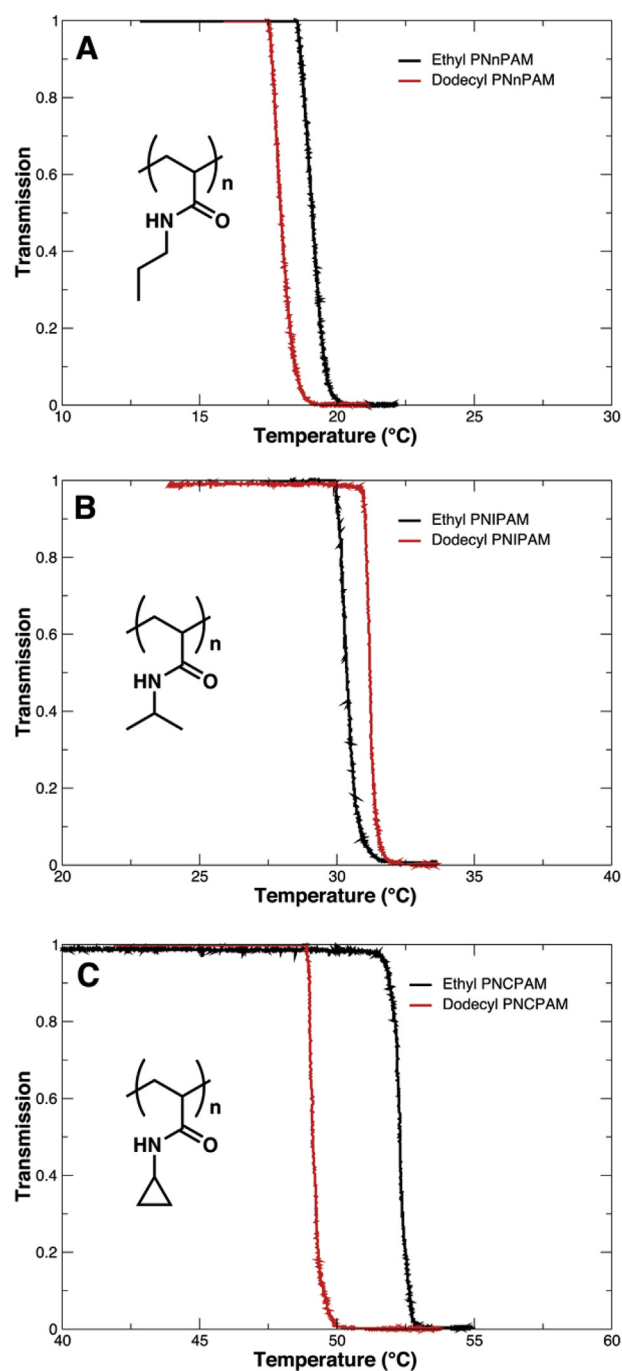 A
Ethyl PNnPAM
Dodecyl PNnPAM
1
0.8
0.6
0.4
0.2
0
Transmission
n
HN
O
10
15
20
25
30
Temperature (°C)
B
Ethyl PNIPAM
Dodecyl PNIPAM
1
0.8
0.6
0.4
0.2
0
Transmission
n
HN
O
20
25
30
35
40
Temperature (°C)
C
Ethyl PNCPAM
Dodecyl PNCPAM
1
0.8
0.6
0.4
0.2
0
Transmission
n
HN
O
40
45
50
55
60
Temperature (°C)